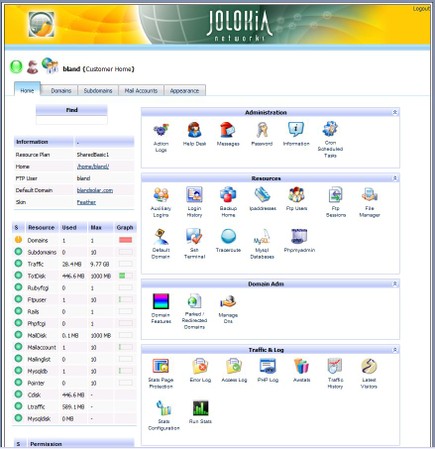 Logout
JOLOKIA
networks
bland {Customer Home}
Home Domains Subdomains Mail Accounts Appearance
Find
Information
Resource Plan SharedBasic1
Home /home/bland/
FTP User bland
Default Domain blandsolar.com
Skin Feather
S Resource Used Max Graph
Domains 1 1
Subdomains 0 10
Traffic 28.4 MB 9.77 GB
TotDisk 446.6 MB 1000 MB
Rubyfcgi 0
Ftpuser 1 10
Rails 0 1
Phpfcgi 0 1
MailDisk 0.1 MB 1000 MB
Mailaccount 1 10
Mailinglist 0 10
Mysqldb 1 10
Pointer 0 10
Cdisk 446.6 MB -
Ltraffic 589.1 MB -
Mysqldisk 0 MB -
S Permission
Administration
Action Logs
Help Desk
Messages
Password
Information
Cron Scheduled Tasks
Resources
Auxiliary Logins
Login History
Backup Home
Ipaddresses
Ftp Users
Ftp Sessions
File Manager
Default Domain
Ssh Terminal
Traceroute
Mysql Databases
Phpmyadmin
Domain Adm
Domain Features
Parked / Redirected Domains
Manage Dns
Traffic & Log
Stats Page Protection
Error Log
Access Log
PHP Log
Awstats
Traffic History
Latest Visitors
Stats Configuration
Run Stats